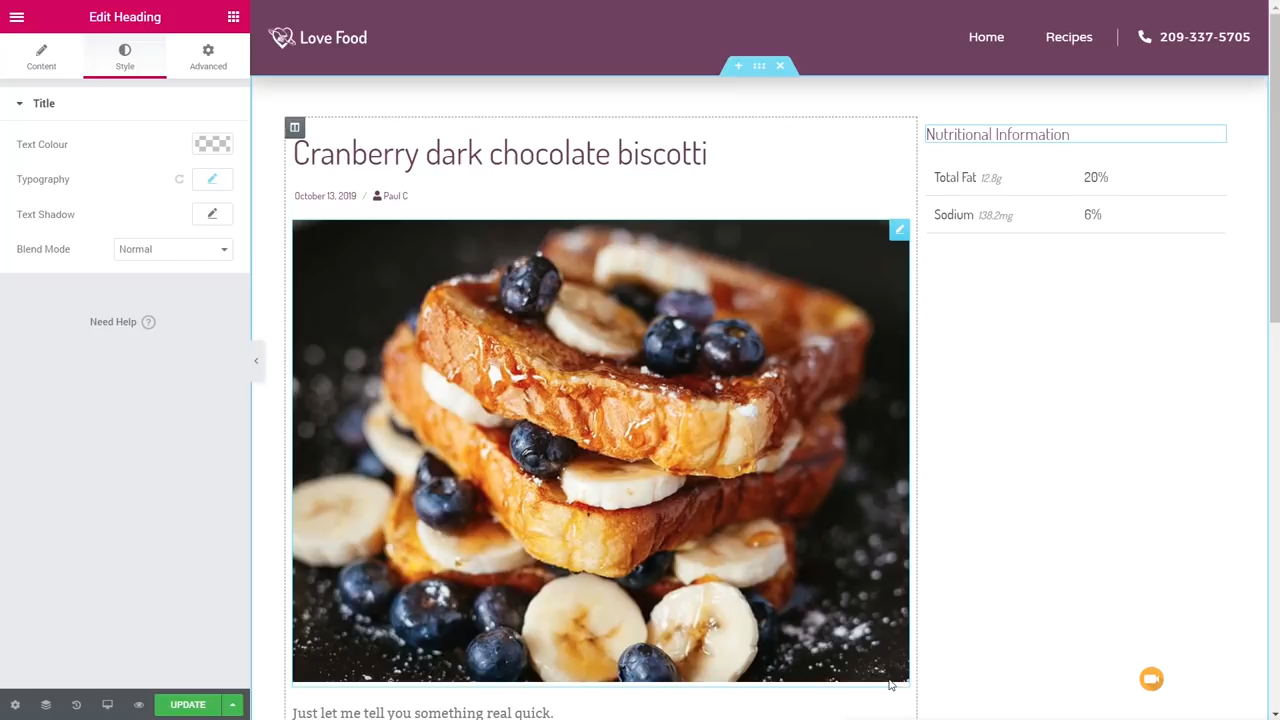 Edit Heading
Content
Style
Advanced
Title
Text Colour
Typography
Text Shadow
Blend Mode
Normal
Need Help ?
UPDATE
Love Food
Home
Recipes
209-337-5705
Cranberry dark chocolate biscotti
October 13, 2019 / Paul C
Just let me tell you something real quick.
Nutritional Information
Total Fat 12.8g 20%
Sodium 138.2mg 6%